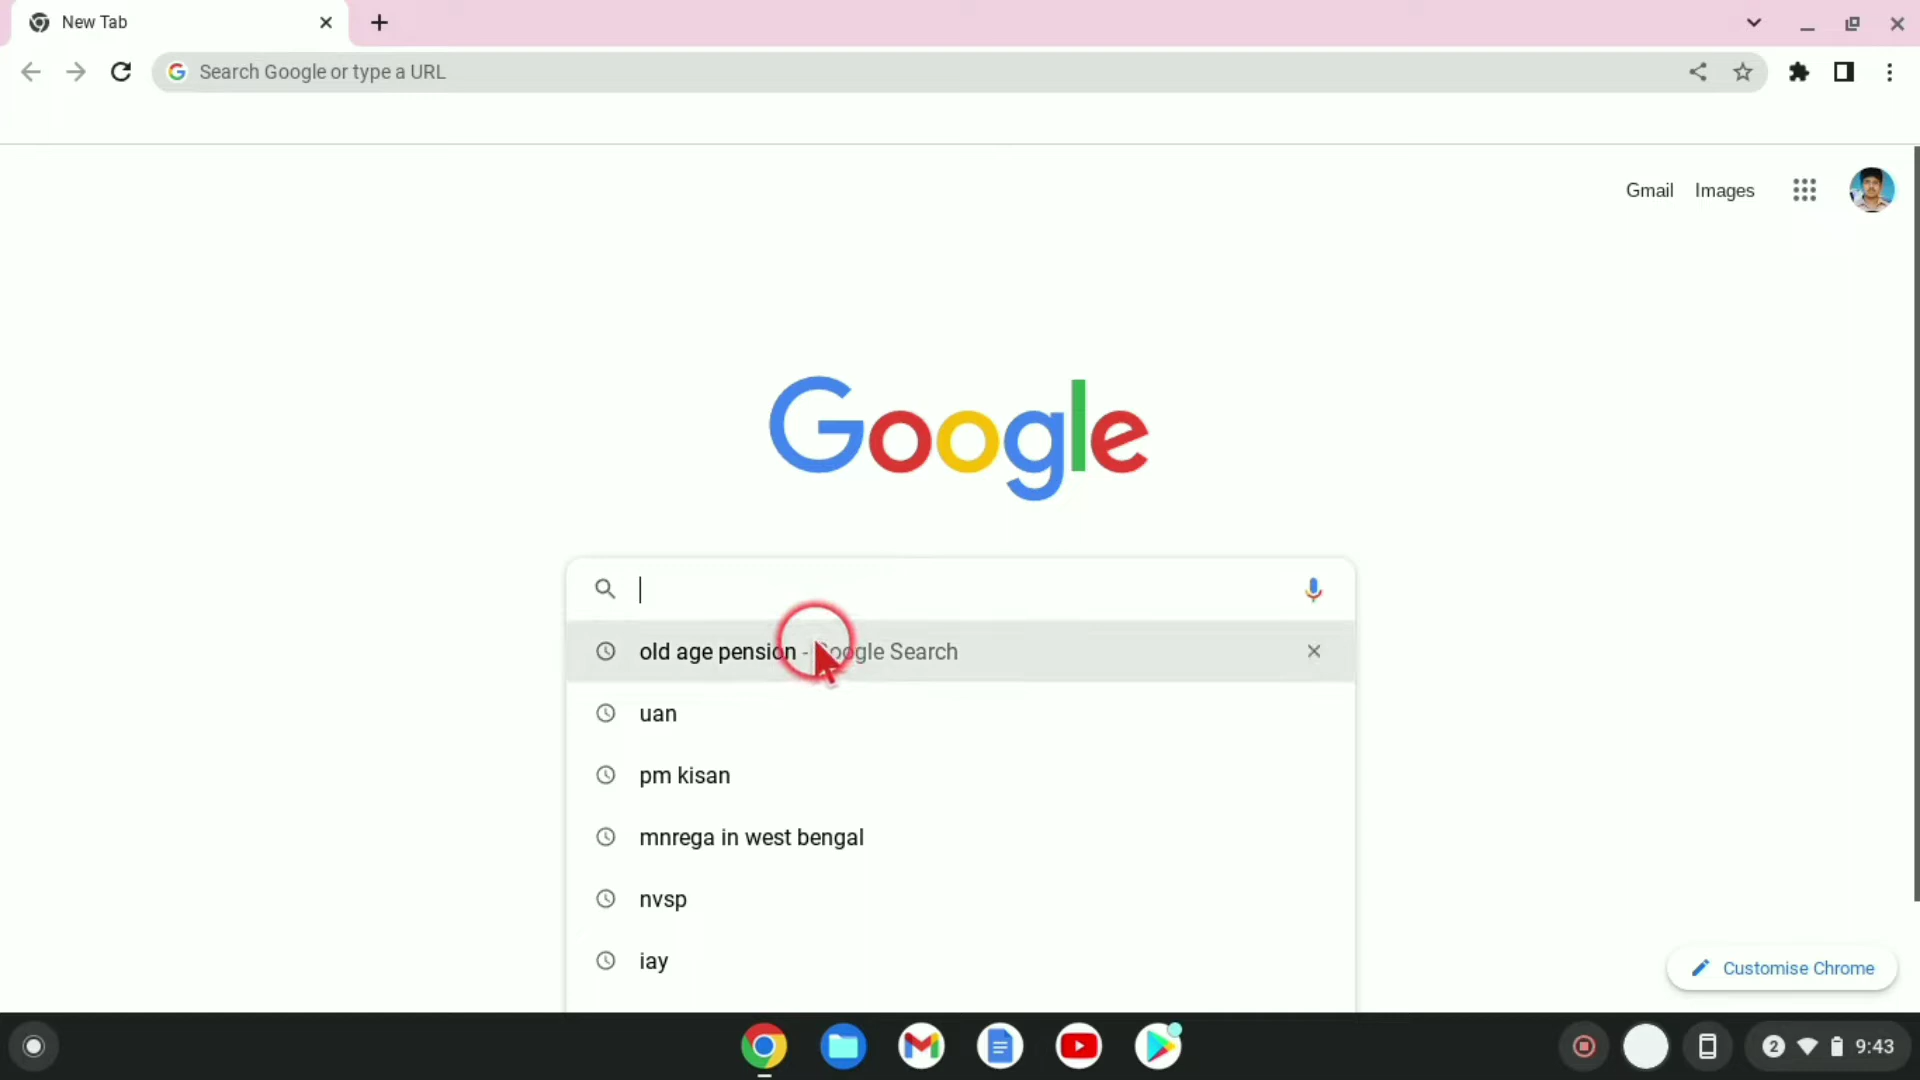 New Tab
Search Google or type a URL
Gmail Images
Google
old age pension - Google Search
uan
pm kisan
mnrega in west bengal
nvsp
iay
Customise Chrome
2 9:43